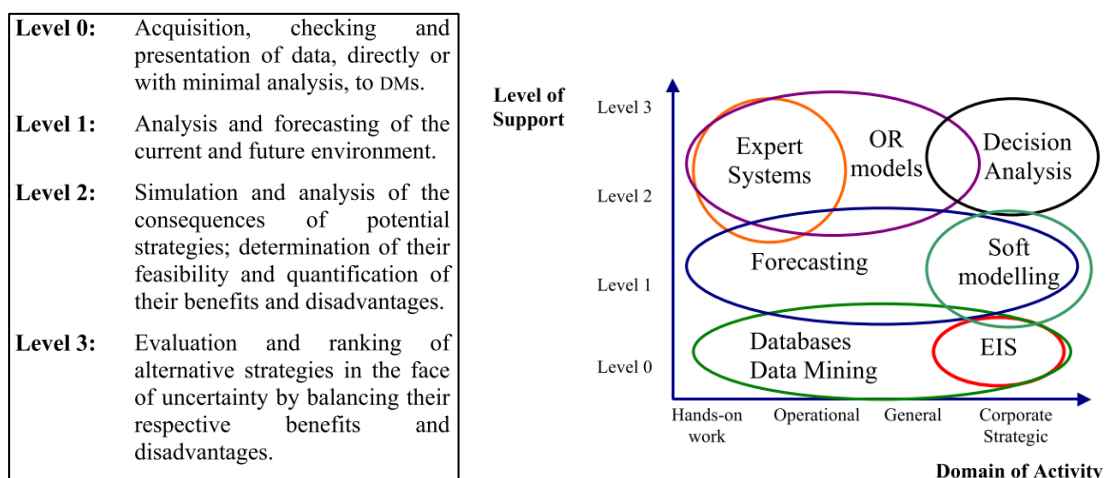 Level 0: Acquisition, checking and
presentation of data, directly or
with minimal analysis, to DMs.
Level 1: Analysis and forecasting of the
current and future environment.
Level 2: Simulation and analysis of the
consequences of potential
strategies; determination of their
feasibility and quantification of
their benefits and disadvantages.
Level 3: Evaluation and ranking of
alternative strategies in the face
of uncertainty by balancing their
respective benefits and
disadvantages.
Level of
Support
Level 3
Level 2
Level 1
Level 0
Expert
Systems
OR
models
Decision
Analysis
Forecasting
Soft
modelling
Databases
Data Mining
EIS
Hands-on
work
Operational
General
Corporate
Strategic
Domain of Activity